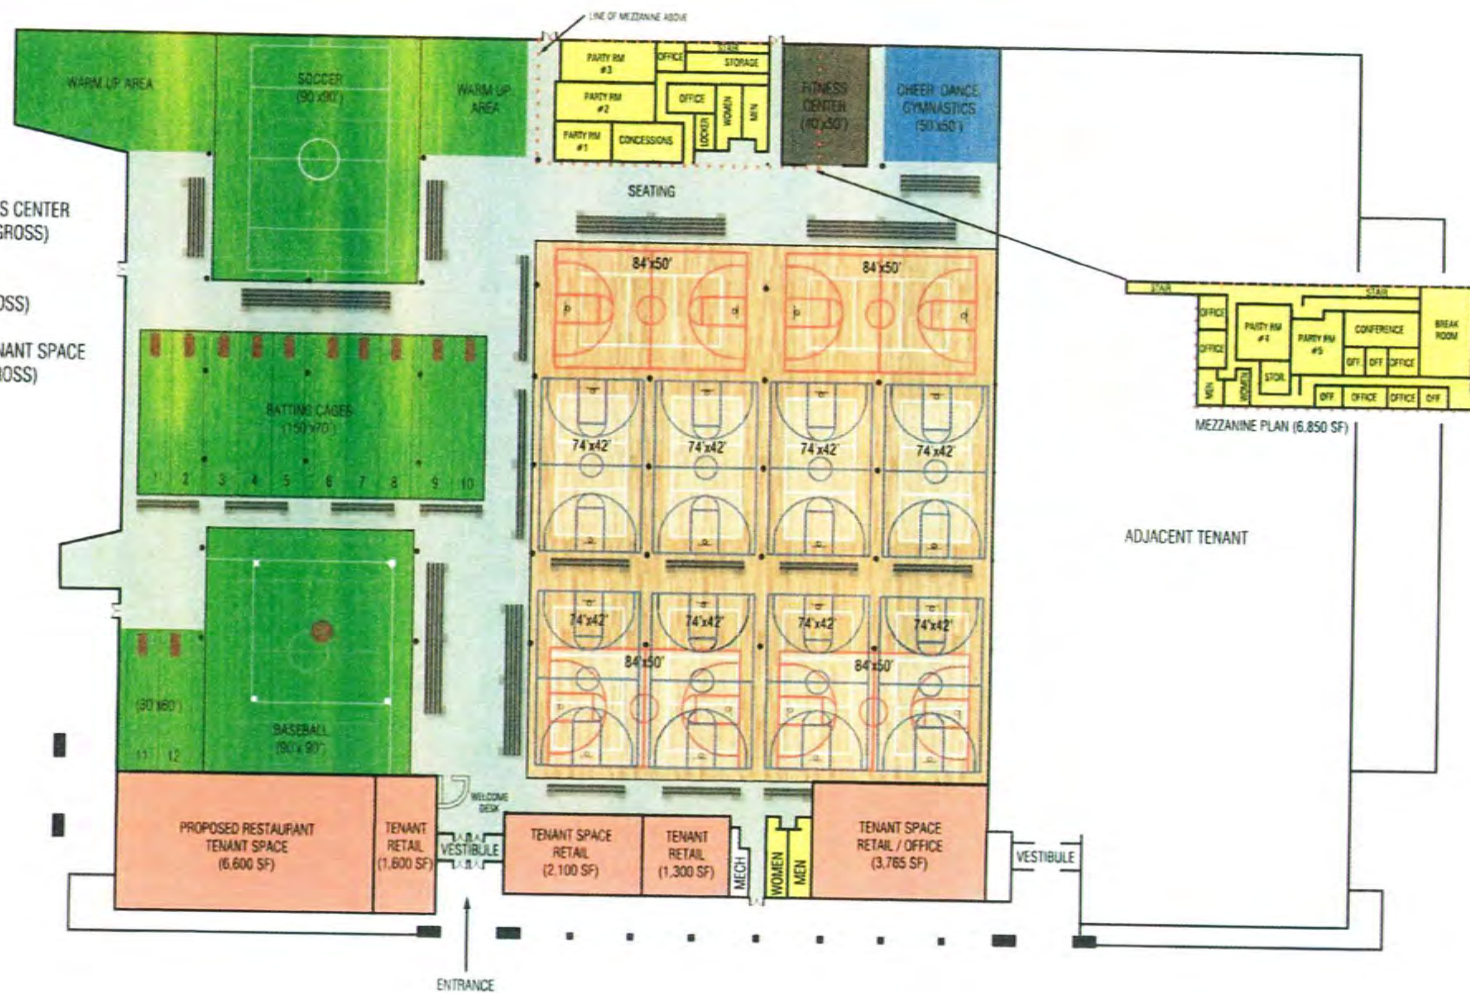 LINE OF MEZZANINE ABOVE
WARM UP AREA
SOCCER
(90'x90')
WARM UP
AREA
PARTY RM
#3
OFFICE
STAIR
STORAGE
PARTY RM
#2
OFFICE
LOCKER
WOMEN
MEN
PARTY RM
#1
CONCESSIONS
FITNESS
CENTER
(40'x50')
CHEER DANCE
GYMNASTICS
(50'x50')
SEATING
S CENTER
GROSS)
OSS)
NANT SPACE
ROSS)
84'x50'
84'x50'
BATTING CAGES
(150'x70')
1
2
3
4
5
6
7
8
9
10
74'x42'
74'x42'
74'x42'
74'x42'
STAIR
STAIR
OFFICE
OFFICE
PARTY RM
#4
PARTY RM
#5
CONFERENCE
BREAK
ROOM
OFF
OFF
OFFICE
MEN
WOMEN
STOR.
OFF
OFFICE
OFFICE
OFF
MEZZANINE PLAN (6,850 SF)
ADJACENT TENANT
74'x42'
74'x42'
74'x42'
74'x42'
84'x50'
84'x50'
11
12
BASEBALL
(90'x 90')
WELCOME
DESK
PROPOSED RESTAURANT
TENANT SPACE
(6,600 SF)
TENANT
RETAIL
(1,600 SF)
VESTIBULE
TENANT SPACE
RETAIL
(2,100 SF)
TENANT
RETAIL
(1,300 SF)
MECH
WOMEN
MEN
TENANT SPACE
RETAIL / OFFICE
(3,765 SF)
VESTIBULE
ENTRANCE